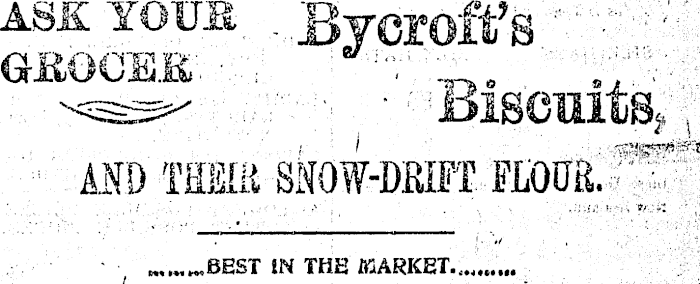 ASK YOUR
GROCER
Bycroft's
Biscuits,
AND THEIR SNOW-DRIFT FLOUR.
........BEST IN THE MARKET..........